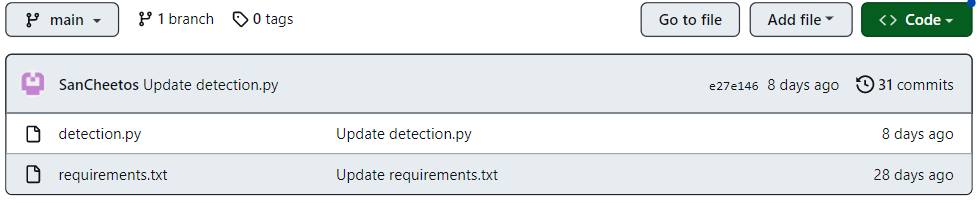 main 1 branch 0 tags Go to file Add file <> Code
SanCheetos Update detection.py e27e146 8 days ago 31 commits
detection.py Update detection.py 8 days ago
requirements.txt Update requirements.txt 28 days ago